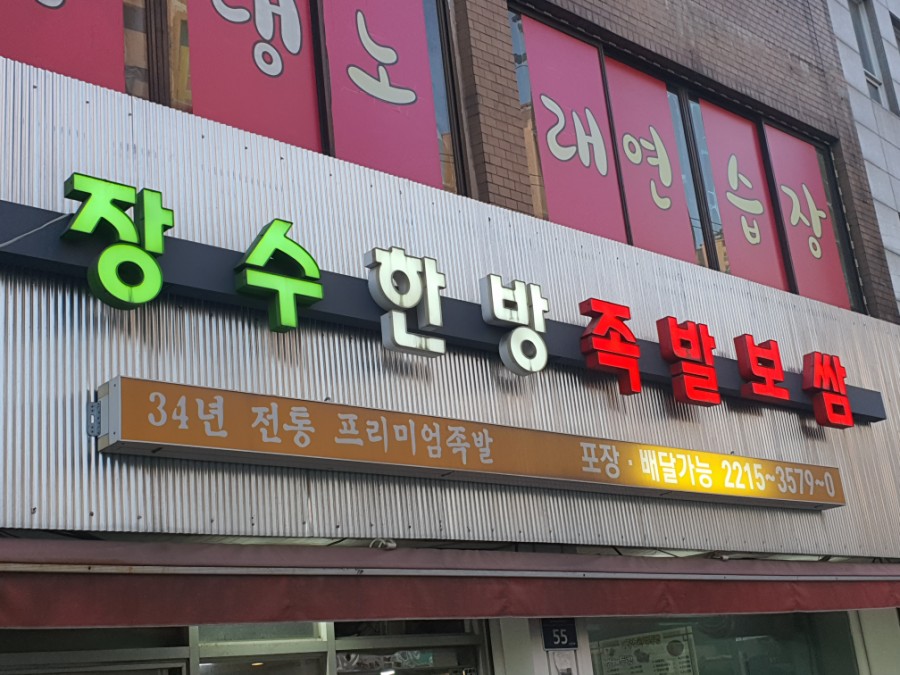 노래연습장
장수한방족발보쌈
34년 전통 프리미엄족발 포장·배달가능 2215~3579~0
55